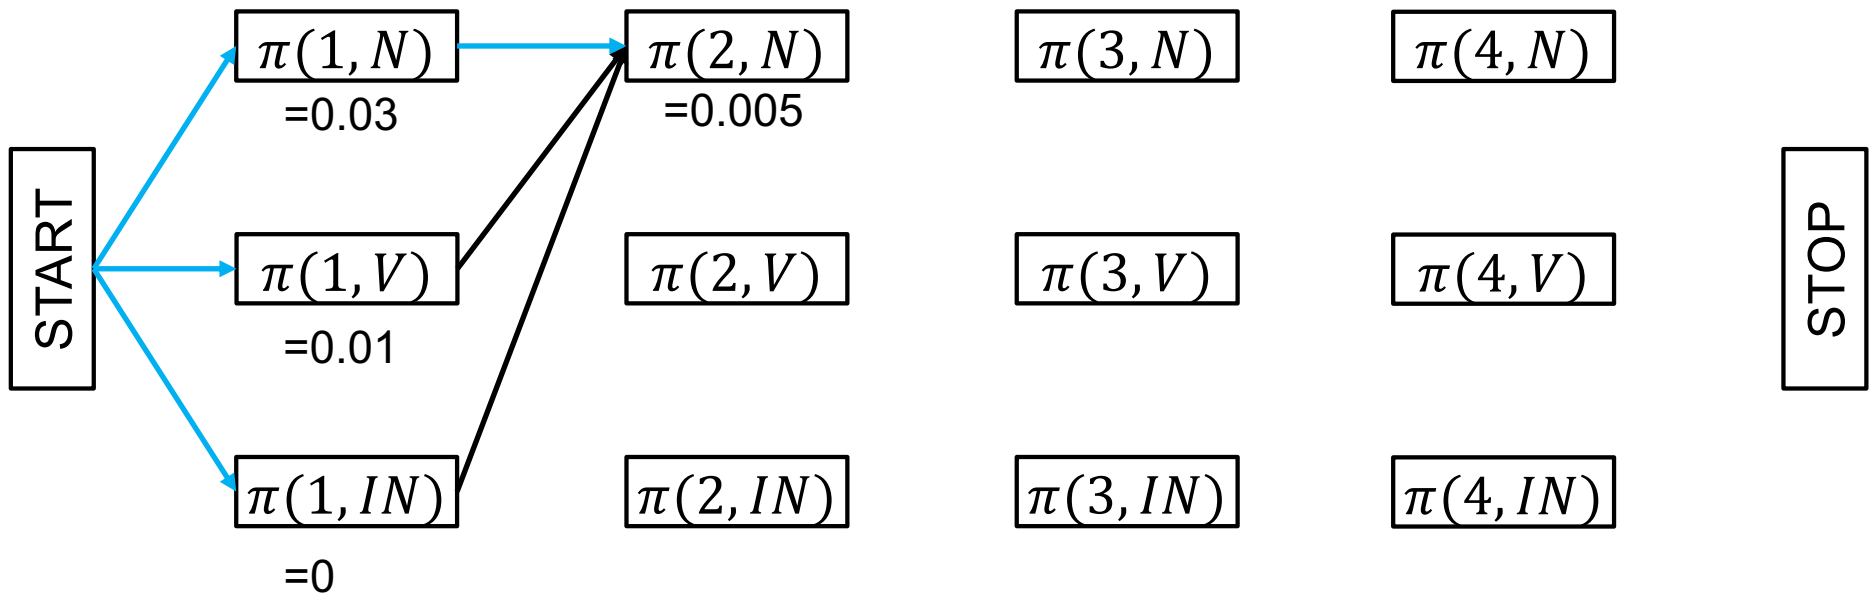 π(1, N) π(2, N) π(3, N) π(4, N)
=0.03 =0.005
START
π(1, V) π(2, V) π(3, V) π(4, V)
STOP
=0.01
π(1, IN) π(2, IN) π(3, IN) π(4, IN)
=0